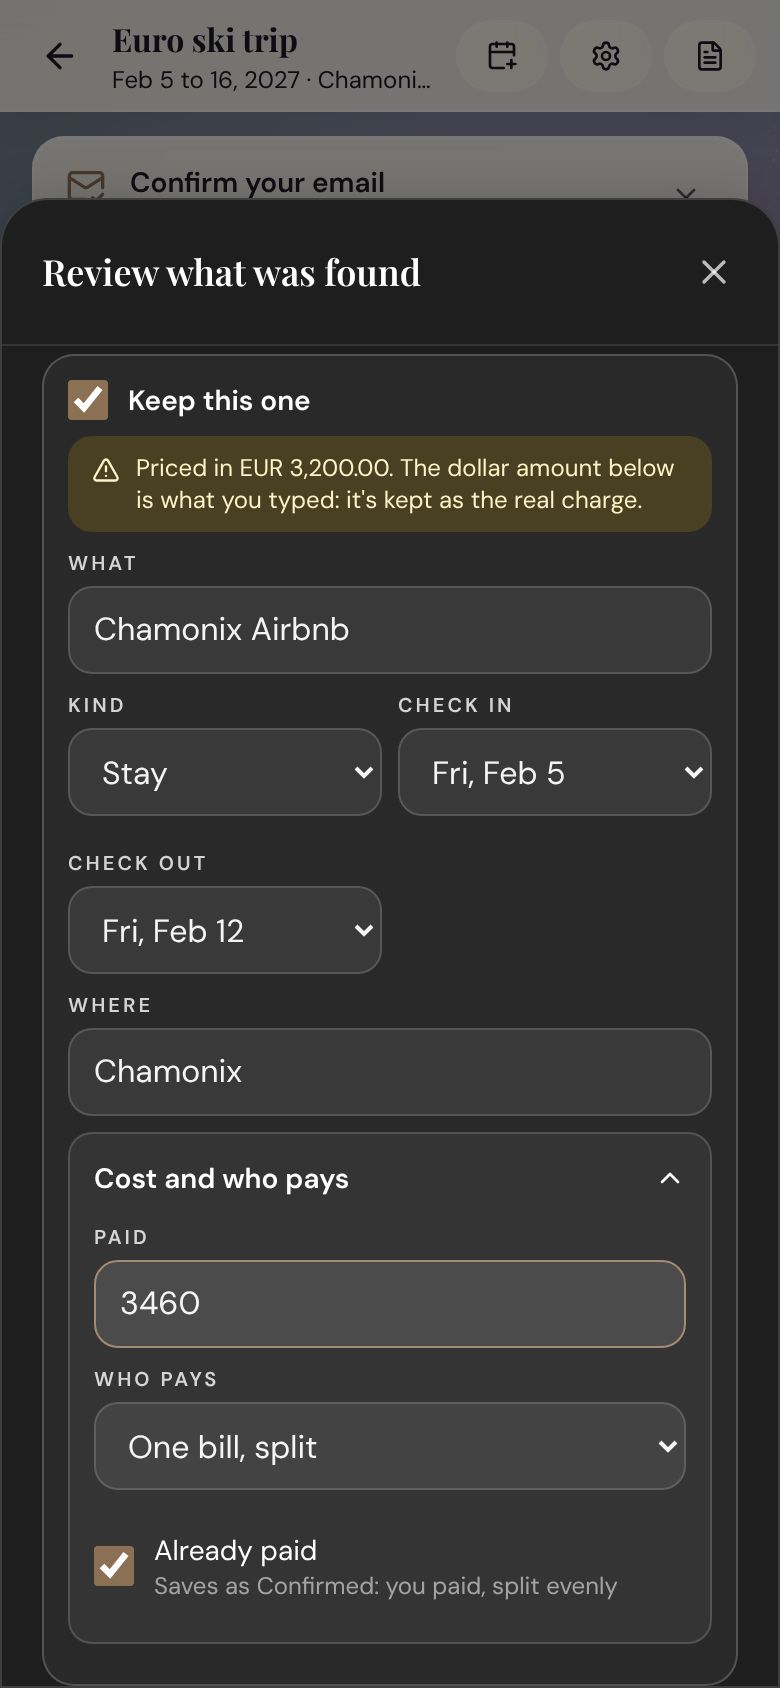 Euro ski trip
Feb 5 to 16, 2027 · Chamoni...
Confirm your email
Review what was found
Keep this one
Priced in EUR 3,200.00. The dollar amount below
is what you typed: it's kept as the real charge.
WHAT
Chamonix Airbnb
KIND
CHECK IN
Stay
Fri, Feb 5
CHECK OUT
Fri, Feb 12
WHERE
Chamonix
Cost and who pays
PAID
3460
WHO PAYS
One bill, split
Already paid
Saves as Confirmed: you paid, split evenly